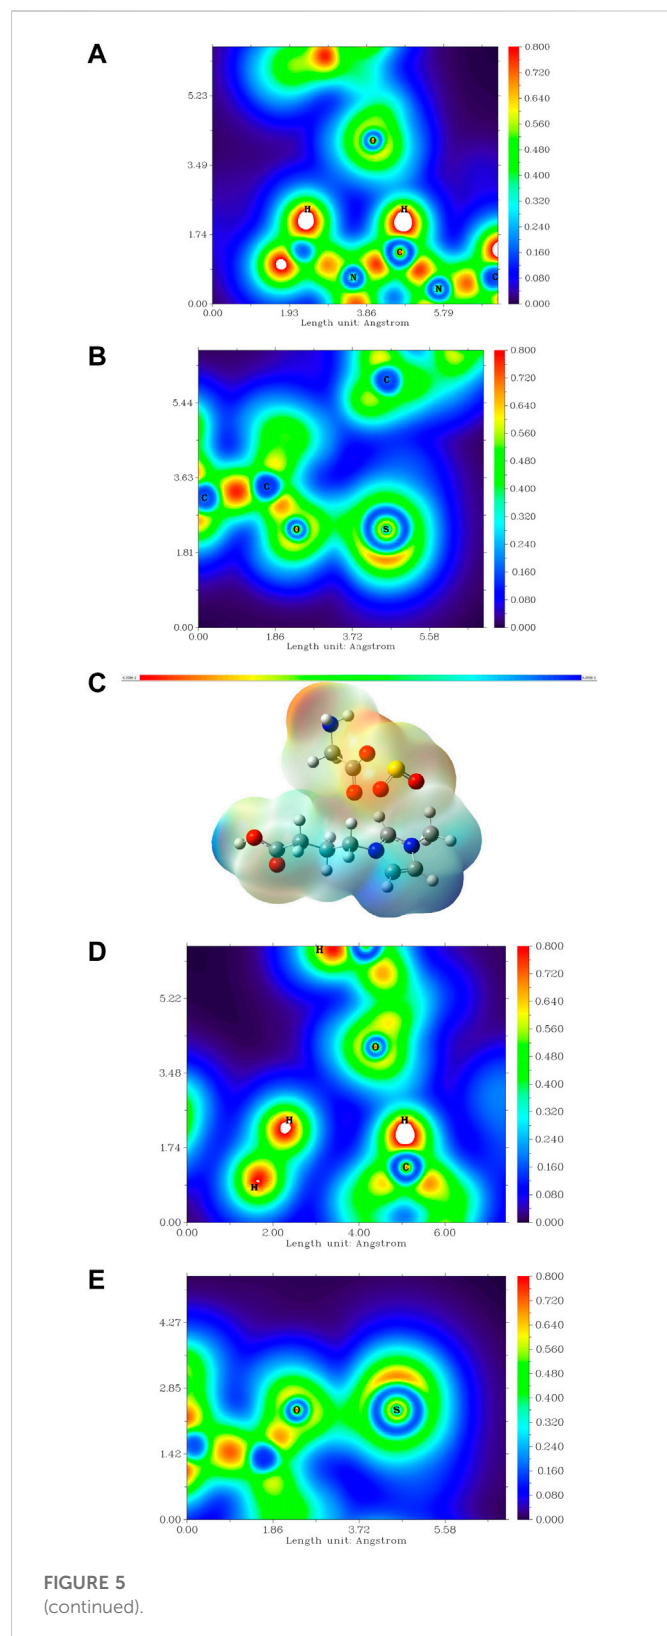 A
0.800
0.720
0.640
0.560
0.480
0.400
0.320
0.240
0.160
0.080
0.000
5.23
3.49
1.74
0.00
O
H H
C
N
N
C
0.00 1.93 3.86 5.79
Length unit: Angstrom
B
0.800
0.720
0.640
0.560
0.480
0.400
0.320
0.240
0.160
0.080
0.000
5.44
3.63
1.81
0.00
C
C
C
O S
0.00 1.86 3.72 5.58
Length unit: Angstrom
C
D
0.800
0.720
0.640
0.560
0.480
0.400
0.320
0.240
0.160
0.080
0.000
5.22
3.48
1.74
0.00
H
O
H H
C
H
0.00 2.00 4.00 6.00
Length unit: Angstrom
E
0.800
0.720
0.640
0.560
0.480
0.400
0.320
0.240
0.160
0.080
0.000
4.27
2.85
1.42
0.00
O S
0.00 1.86 3.72 5.58
Length unit: Angstrom
FIGURE 5
(continued).